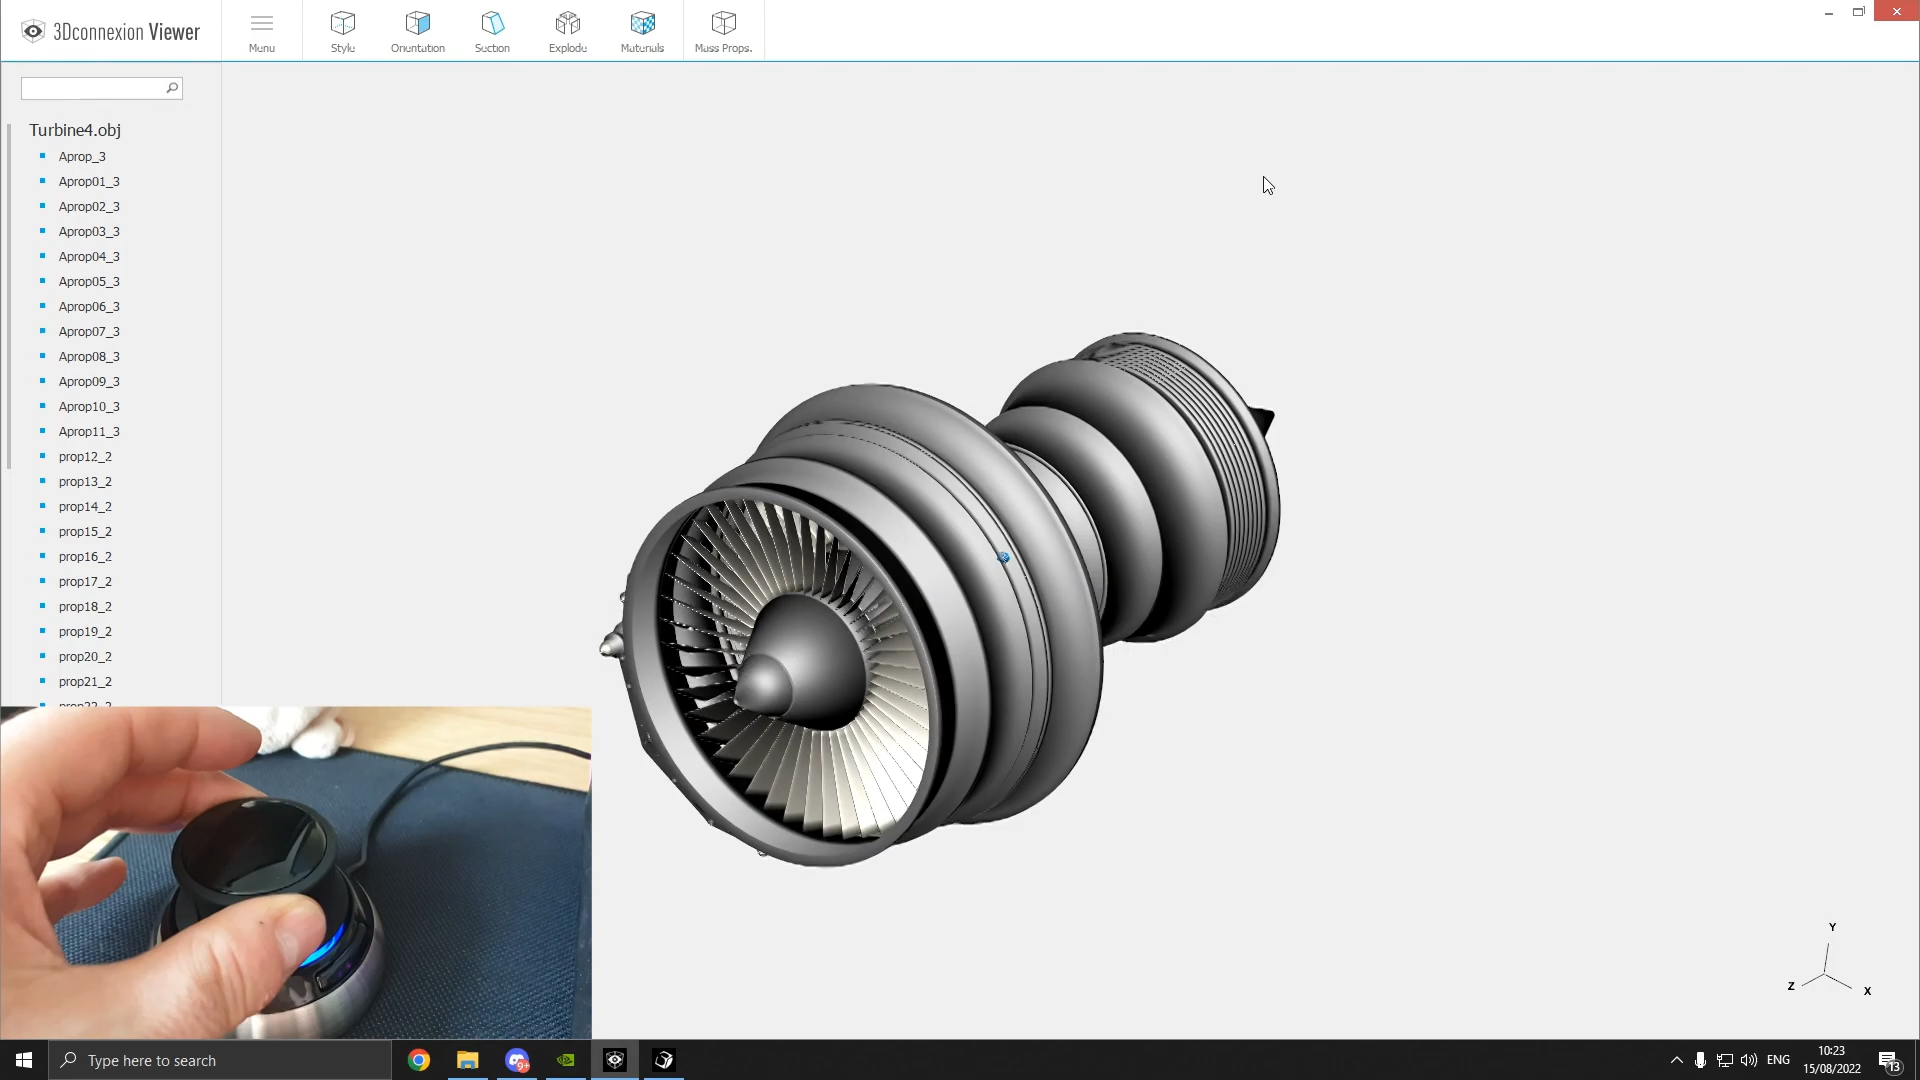 3Dconnexion Viewer
Menu
Style
Orientation
Section
Explode
Materials
Mass Props.
Turbine4.obj
Aprop_3
Aprop01_3
Aprop02_3
Aprop03_3
Aprop04_3
Aprop05_3
Aprop06_3
Aprop07_3
Aprop08_3
Aprop09_3
Aprop10_3
Aprop11_3
prop12_2
prop13_2
prop14_2
prop15_2
prop16_2
prop17_2
prop18_2
prop19_2
prop20_2
prop21_2
Y
Z
X
Type here to search
9+
ENG
10:23
15/08/2022
13